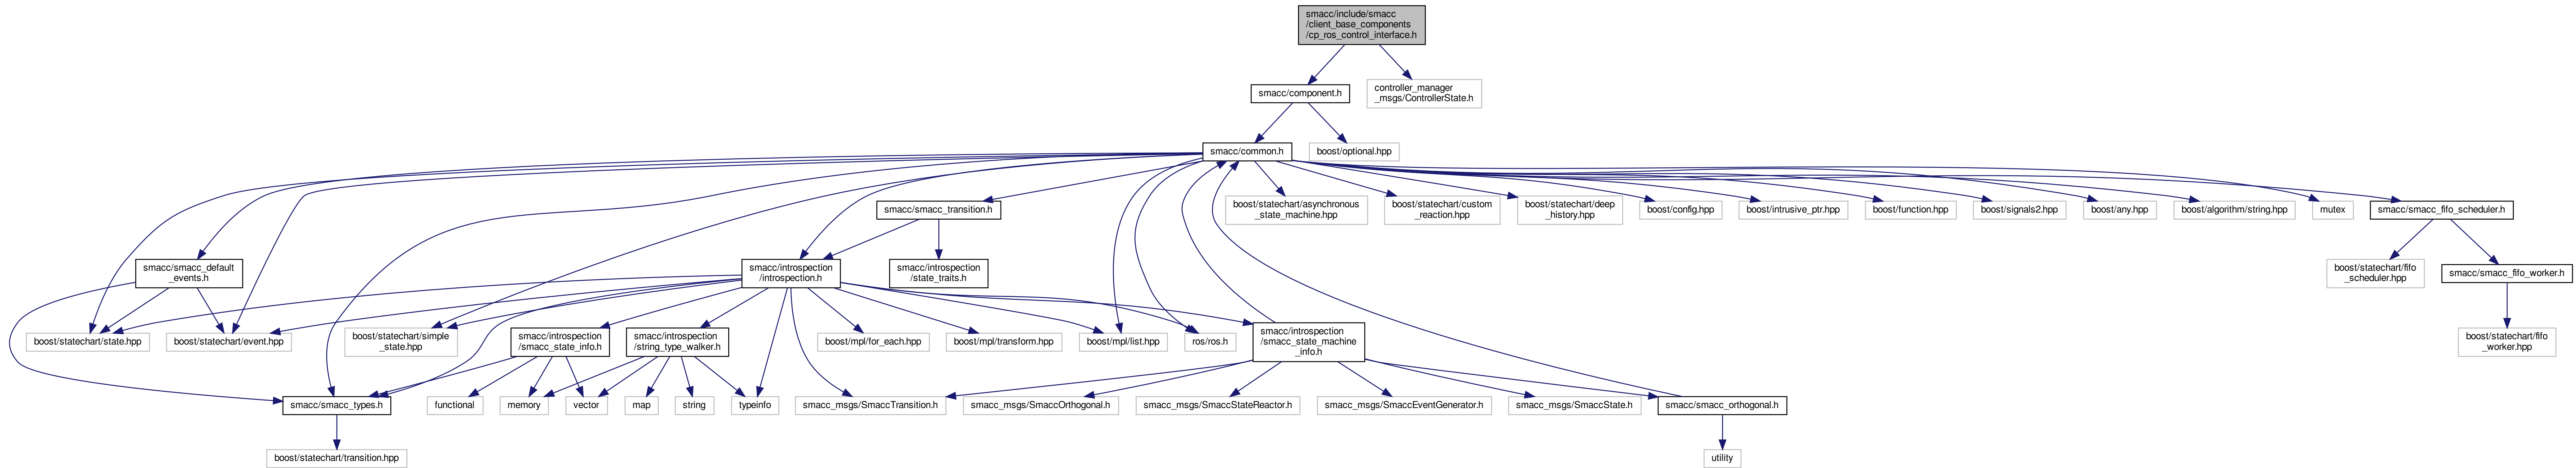 smacc/include/smacc
/client_base_components
/cp_ros_control_interface.h
smacc/component.h
controller_manager
_msgs/ControllerState.h
smacc/common.h
boost/optional.hpp
smacc/smacc_transition.h
boost/statechart/asynchronous
_state_machine.hpp
boost/statechart/custom
_reaction.hpp
boost/statechart/deep
_history.hpp
boost/config.hpp
boost/intrusive_ptr.hpp
boost/function.hpp
boost/signals2.hpp
boost/any.hpp
boost/algorithm/string.hpp
mutex
smacc/smacc_fifo_scheduler.h
smacc/smacc_default
_events.h
smacc/introspection
/introspection.h
smacc/introspection
/state_traits.h
boost/statechart/fifo
_scheduler.hpp
smacc/smacc_fifo_worker.h
boost/statechart/state.hpp
boost/statechart/event.hpp
boost/statechart/simple
_state.hpp
smacc/introspection
/smacc_state_info.h
smacc/introspection
/string_type_walker.h
boost/mpl/for_each.hpp
boost/mpl/transform.hpp
boost/mpl/list.hpp
ros/ros.h
smacc/introspection
/smacc_state_machine
_info.h
boost/statechart/fifo
_worker.hpp
smacc/smacc_types.h
functional
memory
vector
map
string
typeinfo
smacc_msgs/SmaccTransition.h
smacc_msgs/SmaccOrthogonal.h
smacc_msgs/SmaccStateReactor.h
smacc_msgs/SmaccEventGenerator.h
smacc_msgs/SmaccState.h
smacc/smacc_orthogonal.h
boost/statechart/transition.hpp
utility